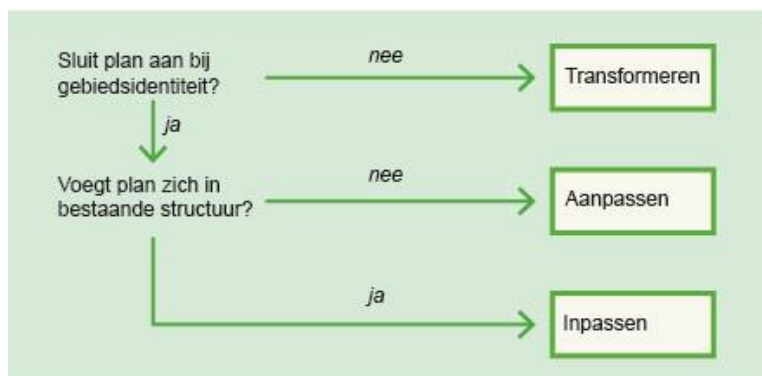 Sluit plan aan bij
gebiedsidentiteit?
nee
Transformeren
ja
Voegt plan zich in
bestaande structuur?
nee
Aanpassen
ja
Inpassen